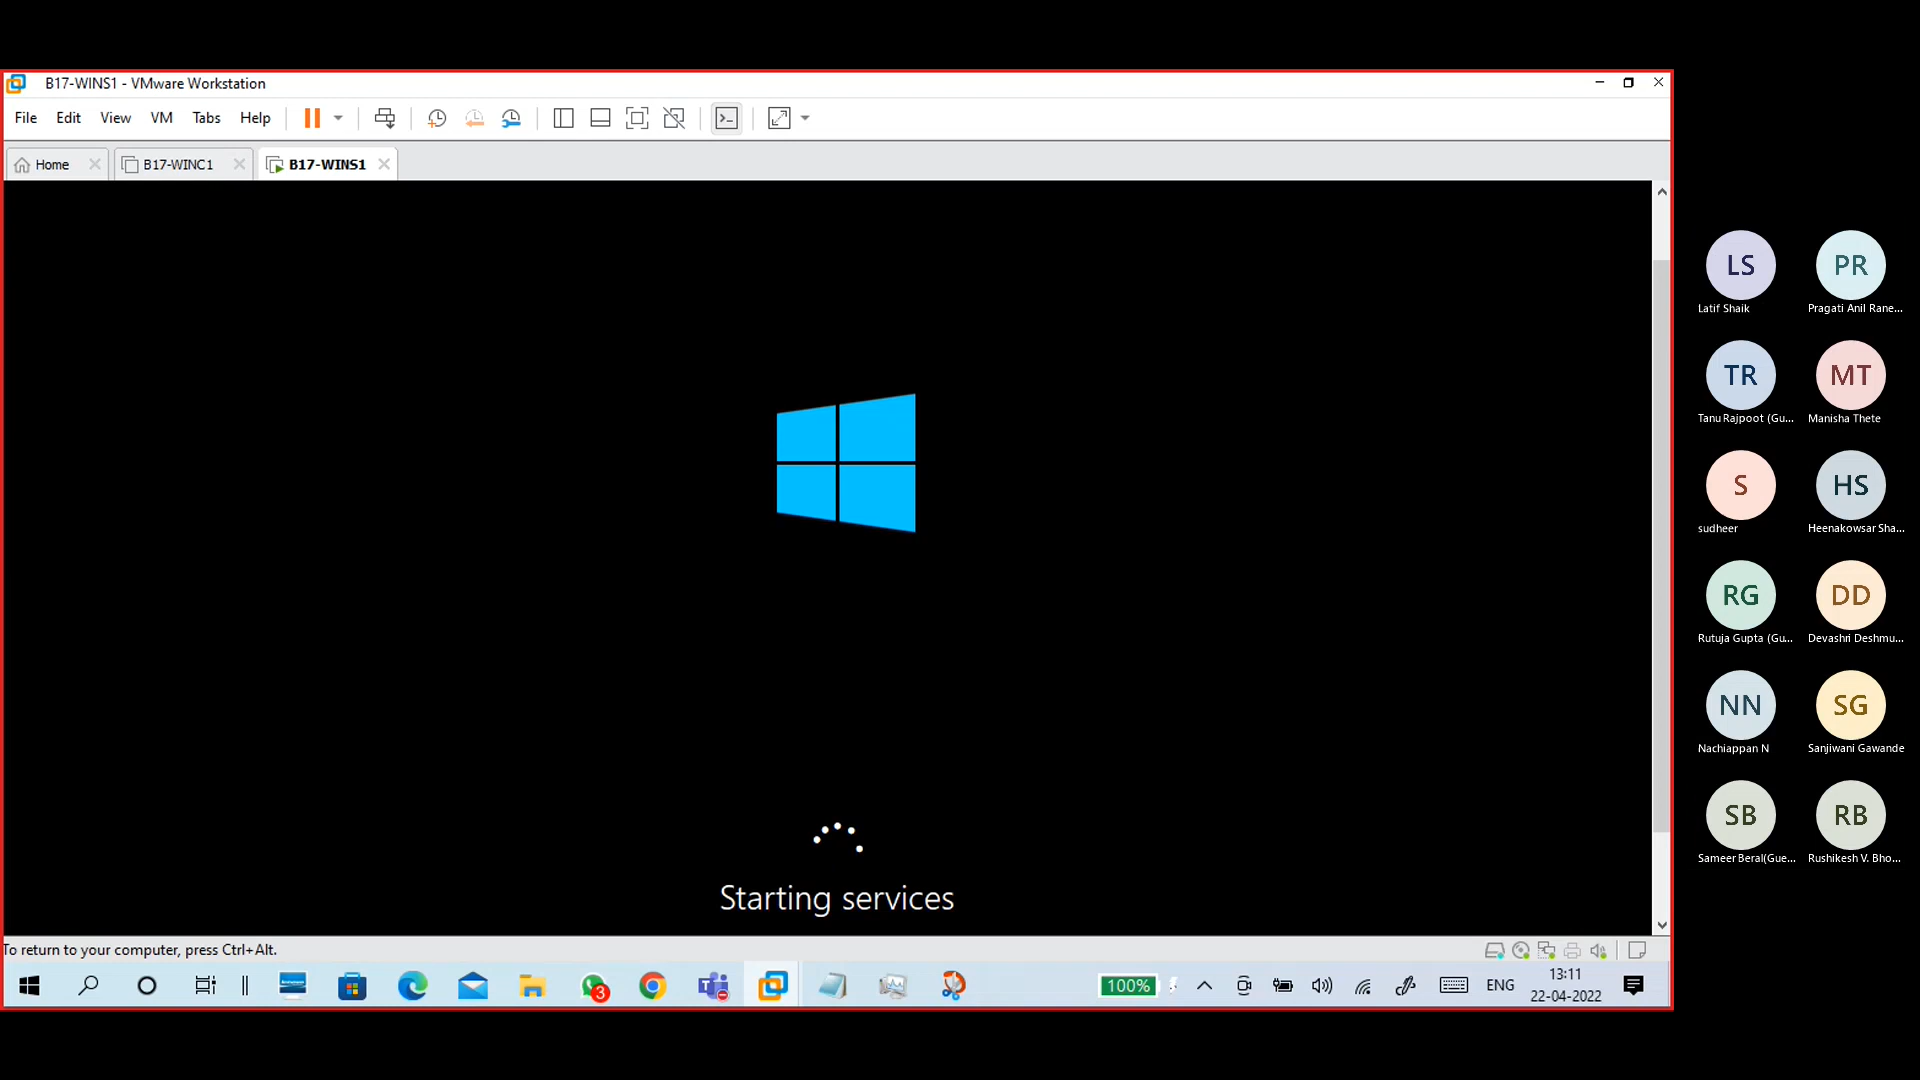 B17-WINS1 - VMware Workstation
File Edit View VM Tabs Help
Home B17-WINC1 B17-WINS1
LS PR
Latif Shaik Pragati Anil Rane...
TR MT
Tanu Rajpoot (Gu... Manisha Thete
S HS
sudheer Heenakowsar Sha...
RG DD
Rutuja Gupta (Gu... Devashri Deshmu...
NN SG
Nachiappan N Sanjiwani Gawande
SB RB
Sameer Beral(Gue... Rushikesh V. Bho...
Starting services
To return to your computer, press Ctrl+Alt.
3 100% ENG 13:11
22-04-2022